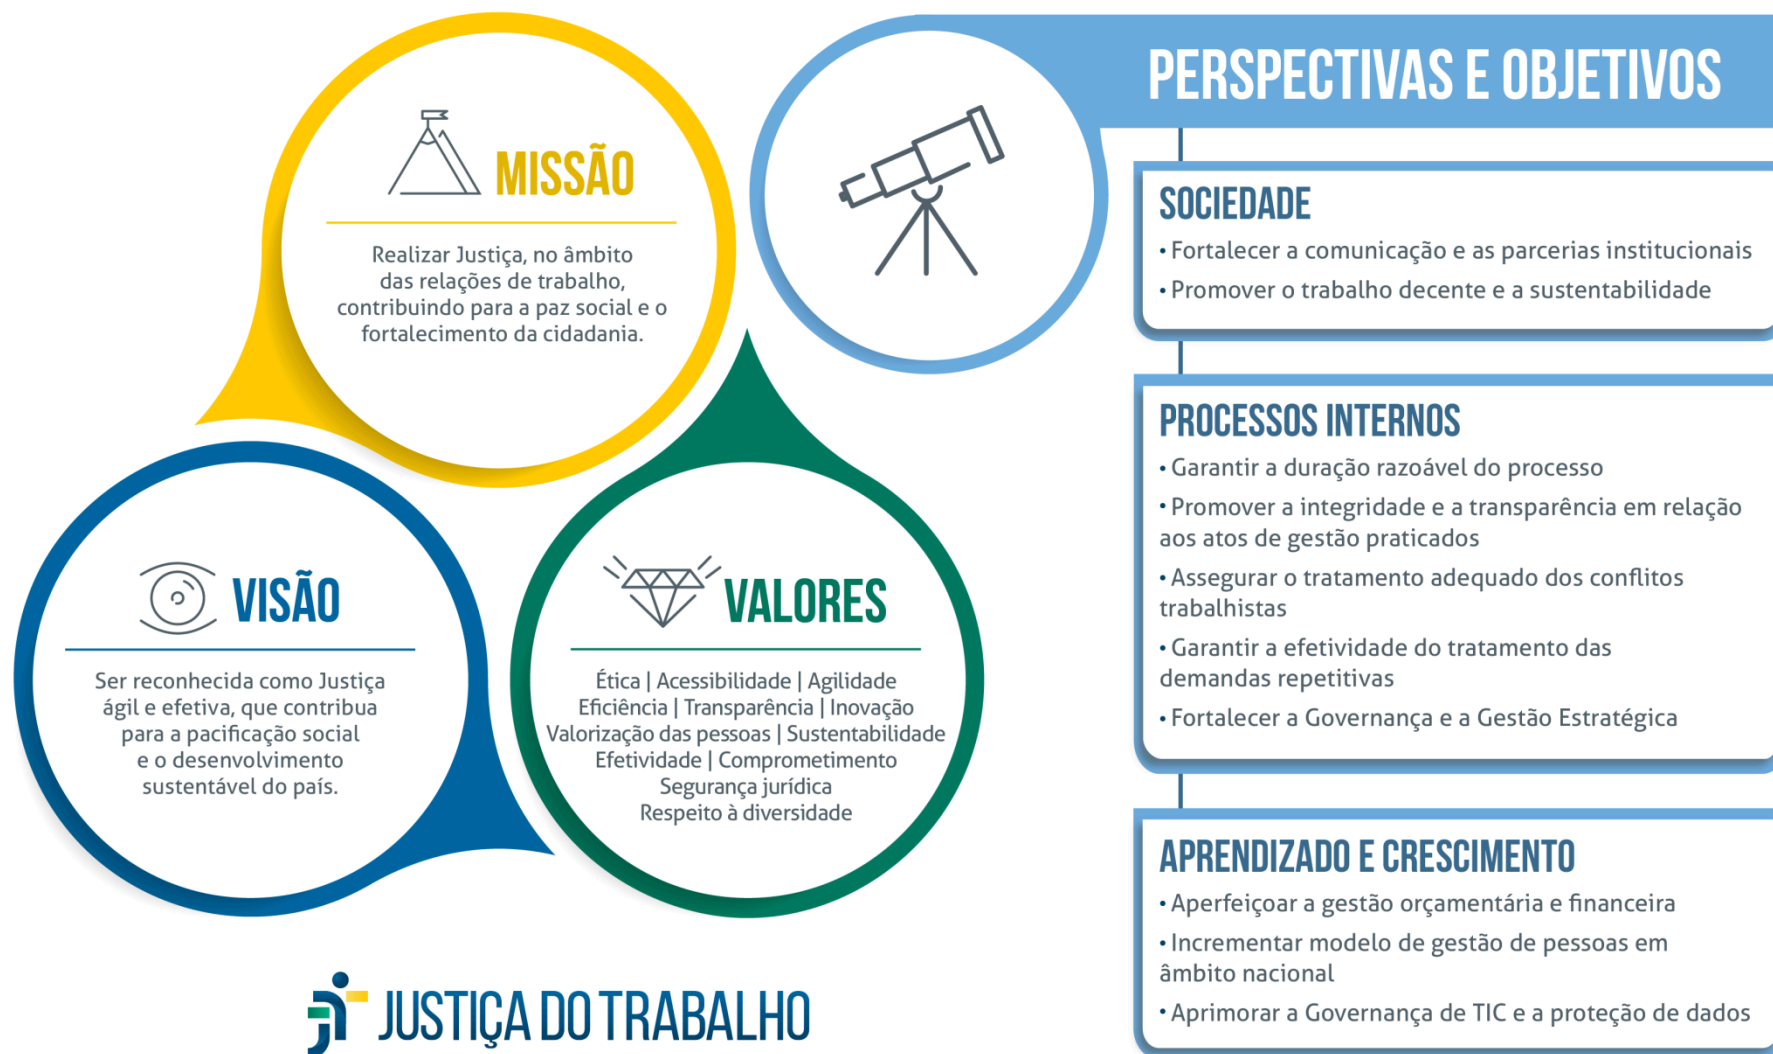 MISSÃO
Realizar Justiça, no âmbito
das relações de trabalho,
contribuindo para a paz social e o
fortalecimento da cidadania.
VISÃO
Ser reconhecida como Justiça
ágil e efetiva, que contribua
para a pacificação social
e o desenvolvimento
sustentável do país.
VALORES
Ética | Acessibilidade | Agilidade
Eficiência | Transparência | Inovação
Valorização das pessoas | Sustentabilidade
Efetividade | Comprometimento
Segurança jurídica
Respeito à diversidade
JUSTIÇA DO TRABALHO
PERSPECTIVAS E OBJETIVOS
SOCIEDADE
• Fortalecer a comunicação e as parcerias institucionais
• Promover o trabalho decente e a sustentabilidade
PROCESSOS INTERNOS
• Garantir a duração razoável do processo
• Promover a integridade e a transparência em relação
aos atos de gestão praticados
• Assegurar o tratamento adequado dos conflitos
trabalhistas
• Garantir a efetividade do tratamento das
demandas repetitivas
• Fortalecer a Governança e a Gestão Estratégica
APRENDIZADO E CRESCIMENTO
• Aperfeiçoar a gestão orçamentária e financeira
• Incrementar modelo de gestão de pessoas em
âmbito nacional
• Aprimorar a Governança de TIC e a proteção de dados